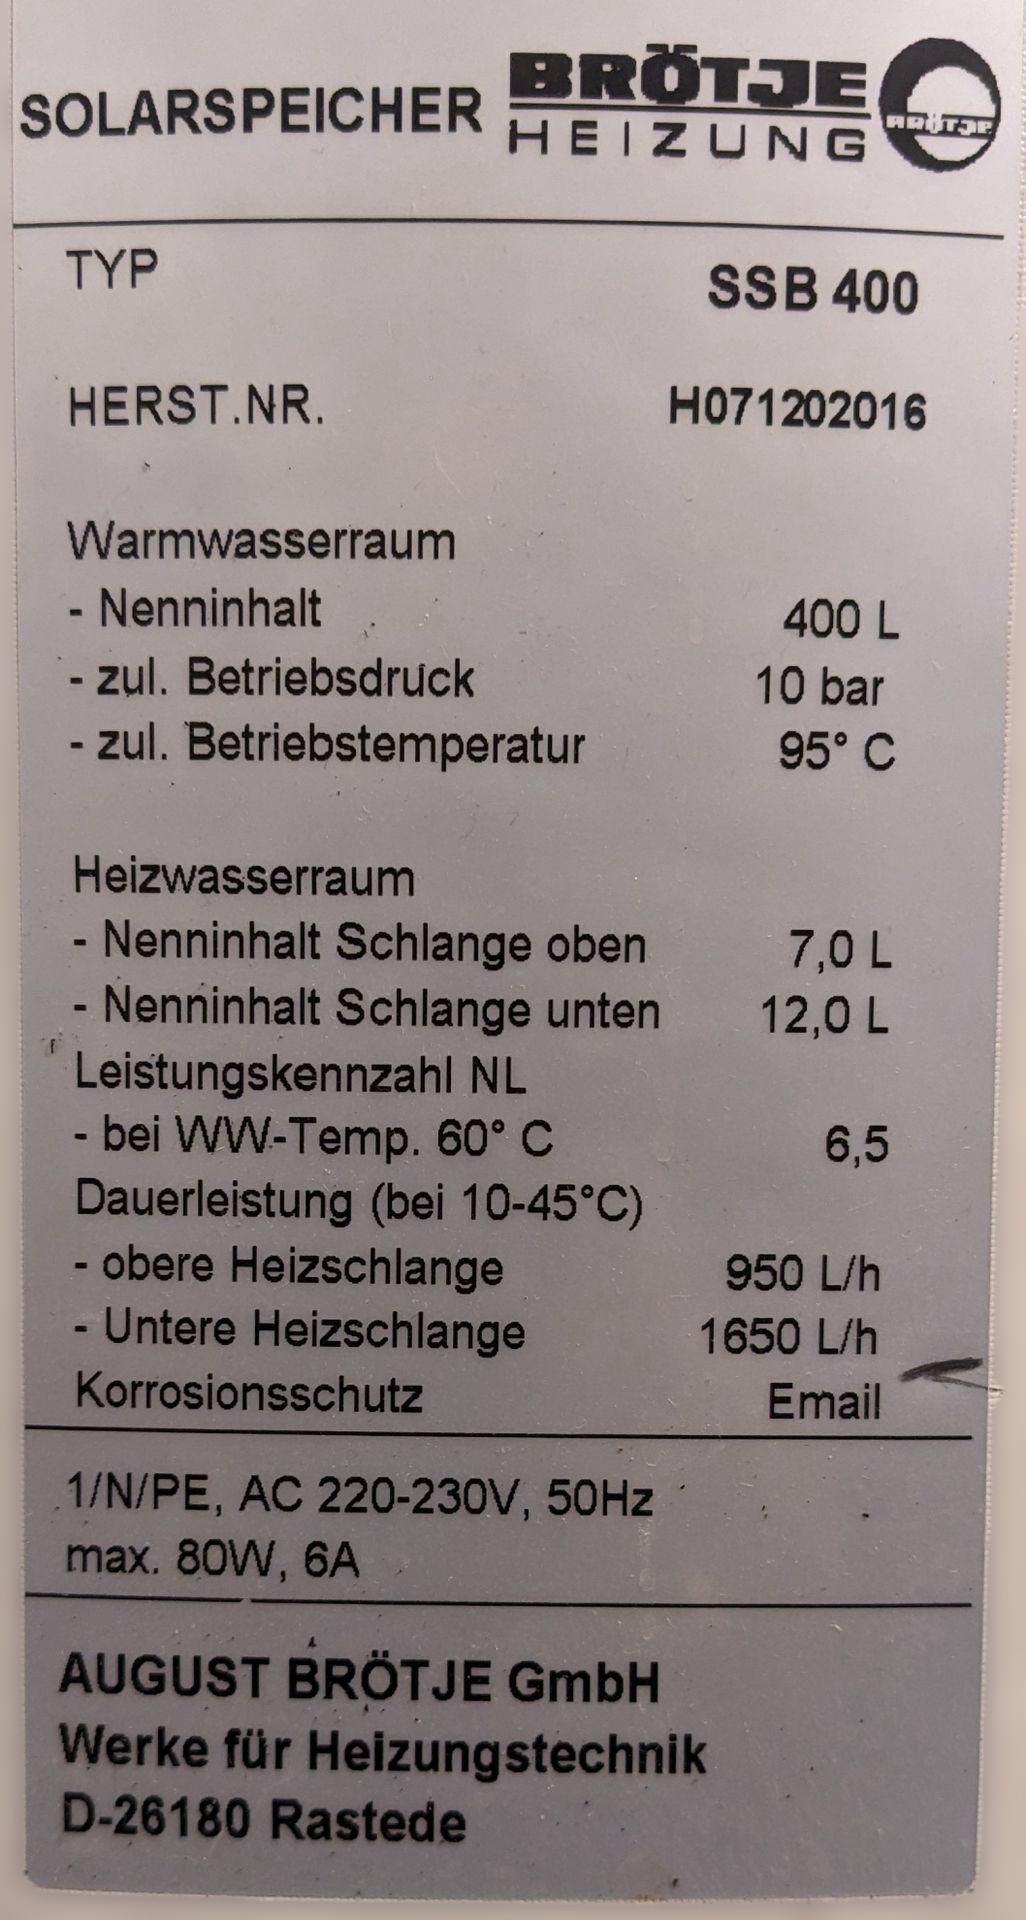 SOLARSPEICHER BRÖTJE HEIZUNG BRÖTJE
TYP SSB 400
HERST.NR. H071202016
Warmwasserraum
- Nenninhalt 400 L
- zul. Betriebsdruck 10 bar
- zul. Betriebstemperatur 95° C
Heizwasserraum
- Nenninhalt Schlange oben 7,0 L
- Nenninhalt Schlange unten 12,0 L
Leistungskennzahl NL
- bei WW-Temp. 60° C 6,5
Dauerleistung (bei 10-45°C)
- obere Heizschlange 950 L/h
- Untere Heizschlange 1650 L/h
Korrosionsschutz Email
1/N/PE, AC 220-230V, 50Hz
max. 80W, 6A
AUGUST BRÖTJE GmbH
Werke für Heizungstechnik
D-26180 Rastede